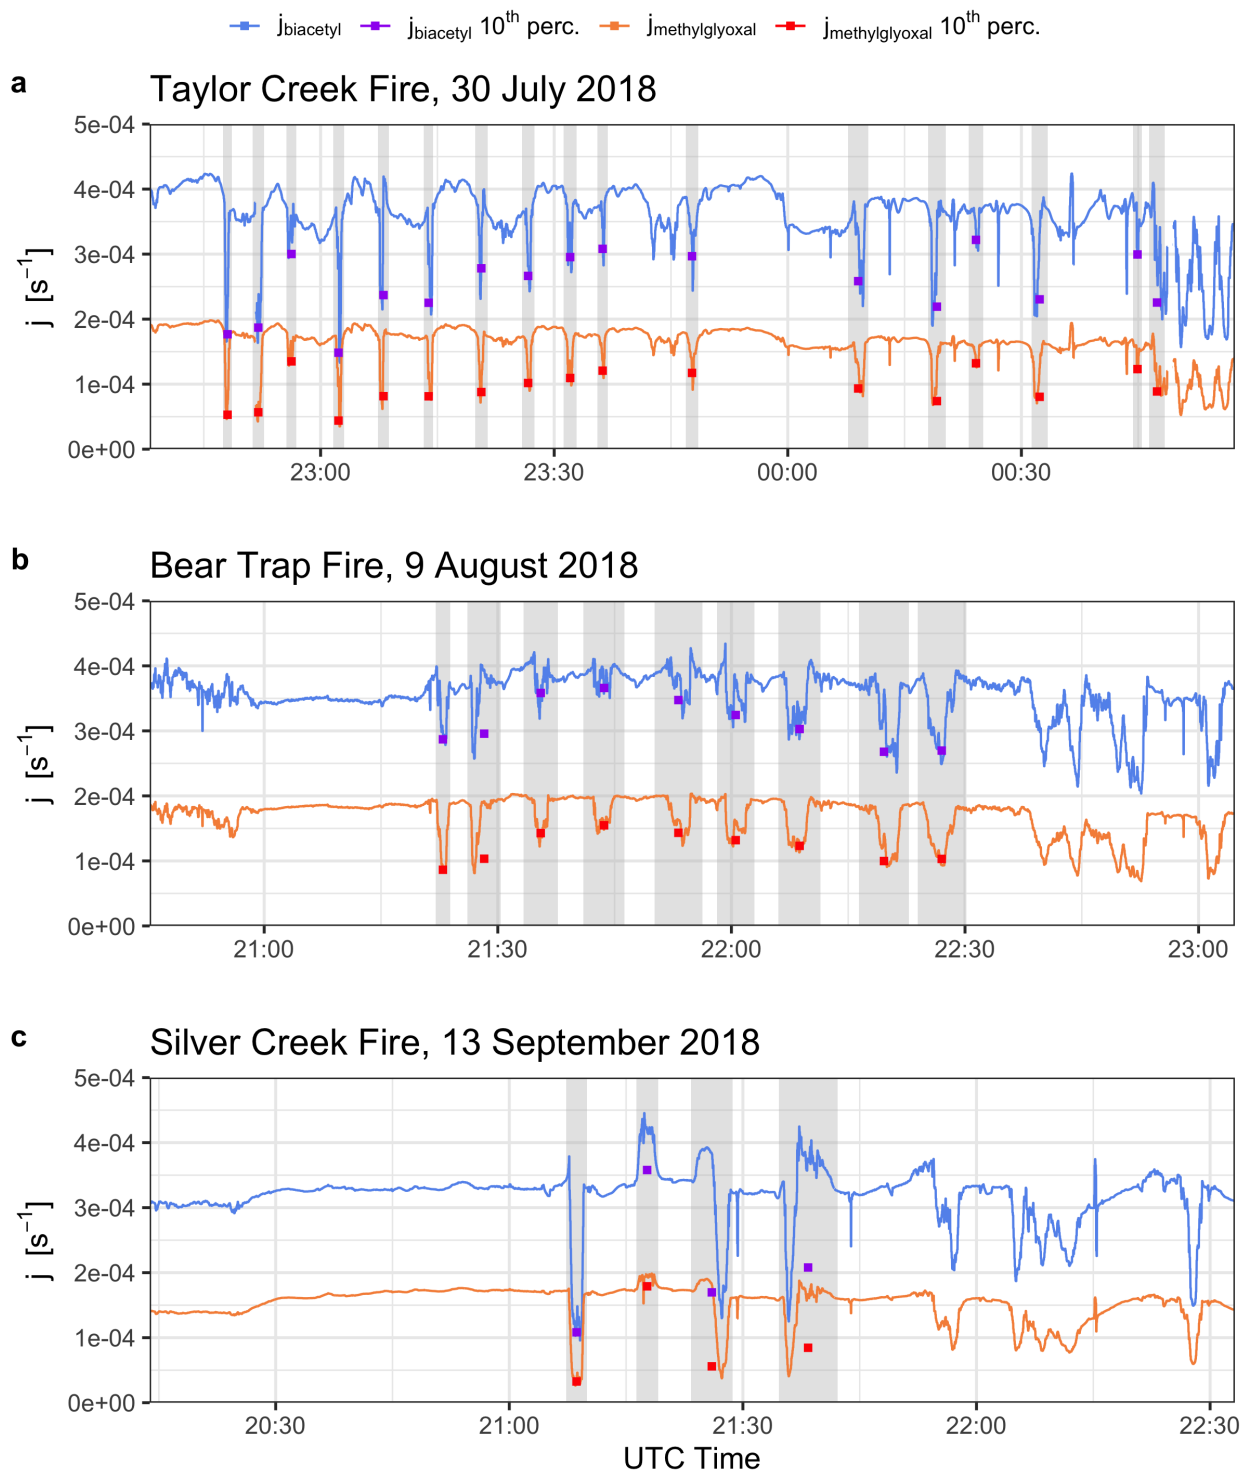 j_biacetyl j_biacetyl 10^th perc. j_methylglyoxal j_methylglyoxal 10^th perc.
a
Taylor Creek Fire, 30 July 2018
5e-04
4e-04
3e-04
2e-04
1e-04
0e+00
j [s^−1]
23:00 23:30 00:00 00:30
b
Bear Trap Fire, 9 August 2018
5e-04
4e-04
3e-04
2e-04
1e-04
0e+00
j [s^−1]
21:00 21:30 22:00 22:30 23:00
c
Silver Creek Fire, 13 September 2018
5e-04
4e-04
3e-04
2e-04
1e-04
0e+00
j [s^−1]
20:30 21:00 21:30 22:00 22:30
UTC Time